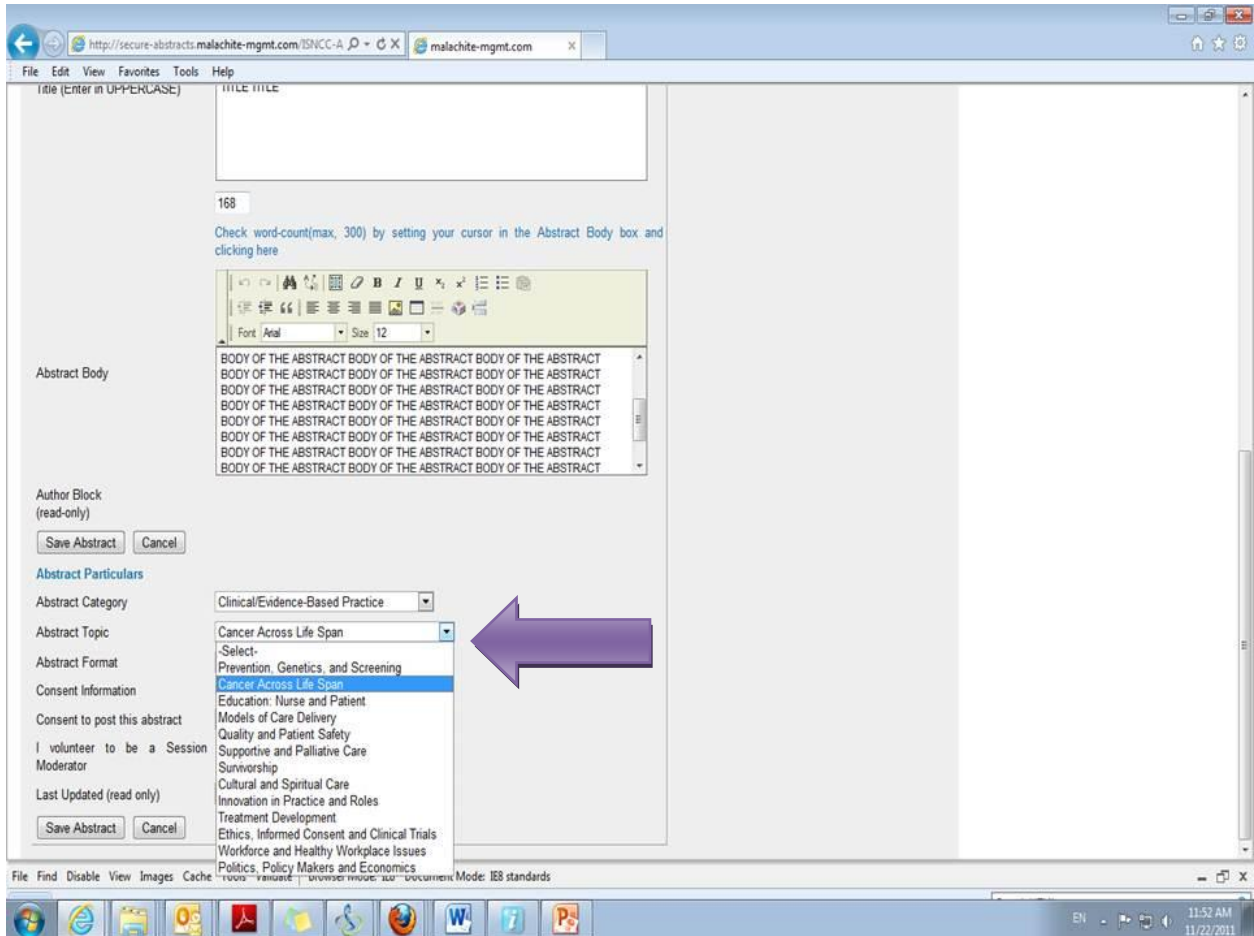 http://secure-abstracts.malachite-mgmt.com/ISNCC-A
malachite-mgmt.com
File Edit View Favorites Tools Help
Title (Enter in UPPERCASE)
TITLE TITLE
168
Check word-count(max, 300) by setting your cursor in the Abstract Body box and
clicking here
Font Arial Size 12
Abstract Body
BODY OF THE ABSTRACT BODY OF THE ABSTRACT BODY OF THE ABSTRACT
BODY OF THE ABSTRACT BODY OF THE ABSTRACT BODY OF THE ABSTRACT
BODY OF THE ABSTRACT BODY OF THE ABSTRACT BODY OF THE ABSTRACT
BODY OF THE ABSTRACT BODY OF THE ABSTRACT BODY OF THE ABSTRACT
BODY OF THE ABSTRACT BODY OF THE ABSTRACT BODY OF THE ABSTRACT
BODY OF THE ABSTRACT BODY OF THE ABSTRACT BODY OF THE ABSTRACT
BODY OF THE ABSTRACT BODY OF THE ABSTRACT BODY OF THE ABSTRACT
BODY OF THE ABSTRACT BODY OF THE ABSTRACT BODY OF THE ABSTRACT
Author Block
(read-only)
Save Abstract Cancel
Abstract Particulars
Abstract Category Clinical/Evidence-Based Practice
Abstract Topic Cancer Across Life Span
Abstract Format
Consent Information
Consent to post this abstract
I volunteer to be a Session
Moderator
Last Updated (read only)
Save Abstract Cancel
-Select-
Prevention, Genetics, and Screening
Cancer Across Life Span
Education: Nurse and Patient
Models of Care Delivery
Quality and Patient Safety
Supportive and Palliative Care
Survivorship
Cultural and Spiritual Care
Innovation in Practice and Roles
Treatment Development
Ethics, Informed Consent and Clinical Trials
Workforce and Healthy Workplace Issues
Politics, Policy Makers and Economics
File Find Disable View Images Cache Tools Validate Browser Mode: IE8 Document Mode: IE8 standards
EN
11:52 AM
11/22/2011